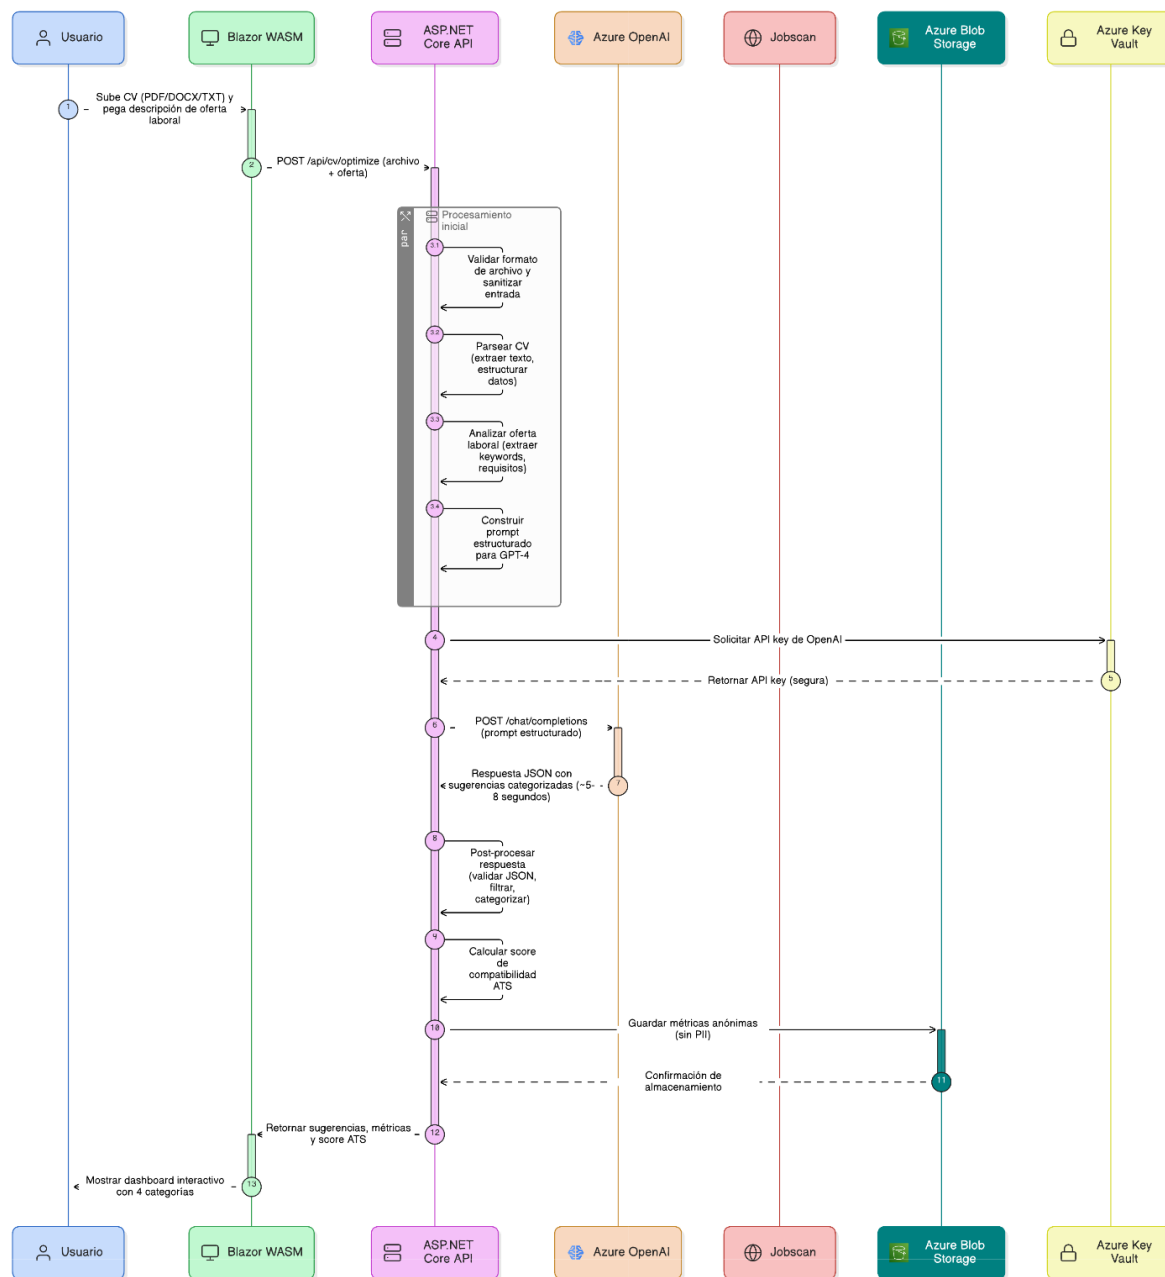 Usuario
Blazor WASM
ASP.NET
Core API
Azure OpenAI
Jobscan
Azure Blob
Storage
Azure Key
Vault
1
Sube CV (PDF/DOCX/TXT) y
pega descripción de oferta
laboral
2
POST /api/cv/optimize (archivo
+ oferta)
par
Procesamiento
inicial
3.1
Validar formato
de archivo y
sanitizar
entrada
3.2
Parsear CV
(extraer texto,
estructurar
datos)
3.3
Analizar oferta
laboral (extraer
keywords,
requisitos)
3.4
Construir
prompt
estructurado
para GPT-4
4
Solicitar API key de OpenAI
Retornar API key (segura)
5
6
POST /chat/completions
(prompt estructurado)
Respuesta JSON con
sugerencias categorizadas (~5-
8 segundos)
7
8
Post-procesar
respuesta
(validar JSON,
filtrar,
categorizar)
9
Calcular score
de
compatibilidad
ATS
10
Guardar métricas anónimas
(sin PII)
Confirmación de
almacenamiento
11
Retornar sugerencias, métricas
y score ATS
12
Mostrar dashboard interactivo
con 4 categorías
13
Usuario
Blazor WASM
ASP.NET
Core API
Azure OpenAI
Jobscan
Azure Blob
Storage
Azure Key
Vault